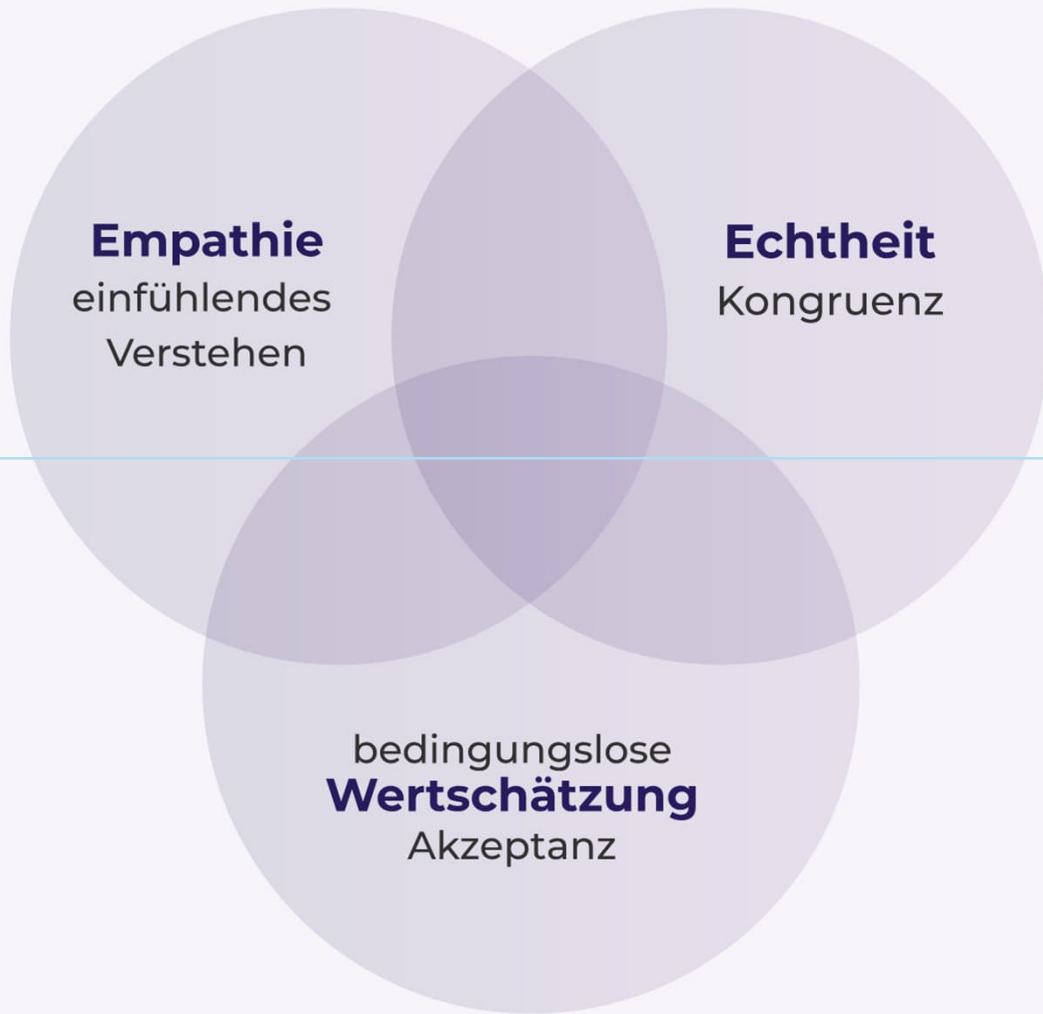 Empathie
einfühlendes
Verstehen
Echtheit
Kongruenz
bedingungslose
Wertschätzung
Akzeptanz